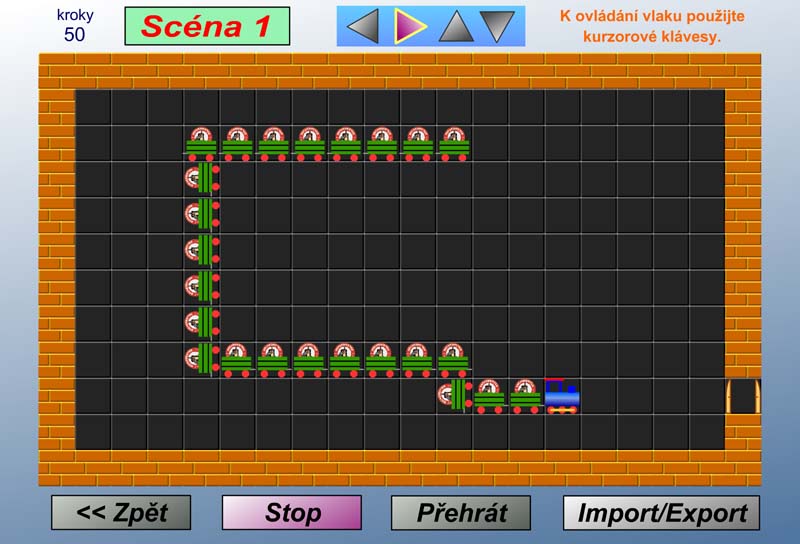 kroky
50
Scéna 1
K ovládání vlaku použijte
kurzorové klávesy.
<< Zpět
Stop
Přehrát
Import/Export